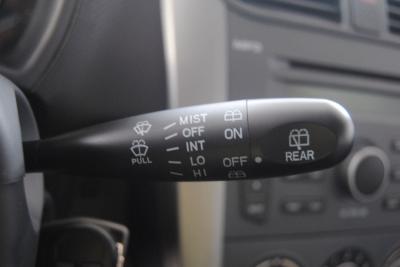 MIST
OFF
ON
INT
PULL
LO
OFF
REAR
HI